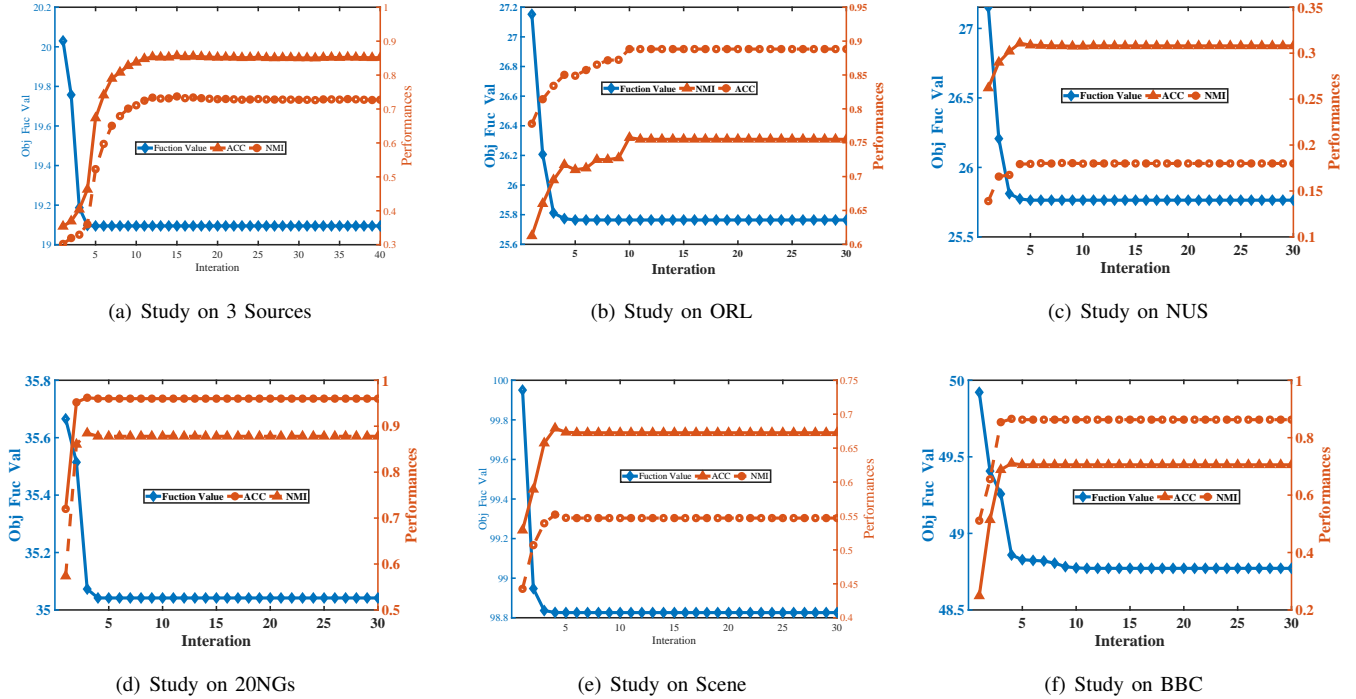 20.2
20
19.8
19.6
19.4
19.2
19
Obj Fuc Val
1
0.9
0.8
0.7
0.6
0.5
0.4
0.3
Performances
Fuction Value ACC NMI
5 10 15 20 25 30 35 40
Interation
(a) Study on 3 Sources
27.2
27
26.8
26.6
26.4
26.2
26
25.8
25.6
Obj Fuc Val
0.95
0.9
0.85
0.8
0.75
0.7
0.65
0.6
Performances
Fuction Value NMI ACC
5 10 15 20 25 30
Interation
(b) Study on ORL
27
26.5
26
25.5
Obj Fuc Val
0.35
0.3
0.25
0.2
0.15
0.1
Performances
Fuction Value ACC NMI
5 10 15 20 25 30
Interation
(c) Study on NUS
35.8
35.6
35.4
35.2
35
Obj Fuc Val
1
0.9
0.8
0.7
0.6
0.5
Performances
Fuction Value ACC NMI
5 10 15 20 25 30
Interation
(d) Study on 20NGs
100
99.8
99.6
99.4
99.2
99
98.8
Obj Fuc Val
0.75
0.7
0.65
0.6
0.55
0.5
0.45
0.4
Performances
Fuction Value ACC NMI
5 10 15 20 25 30
Interation
(e) Study on Scene
50
49.5
49
48.5
Obj Fuc Val
1
0.8
0.6
0.4
0.2
Performances
Fuction Value ACC NMI
5 10 15 20 25 30
Interation
(f) Study on BBC